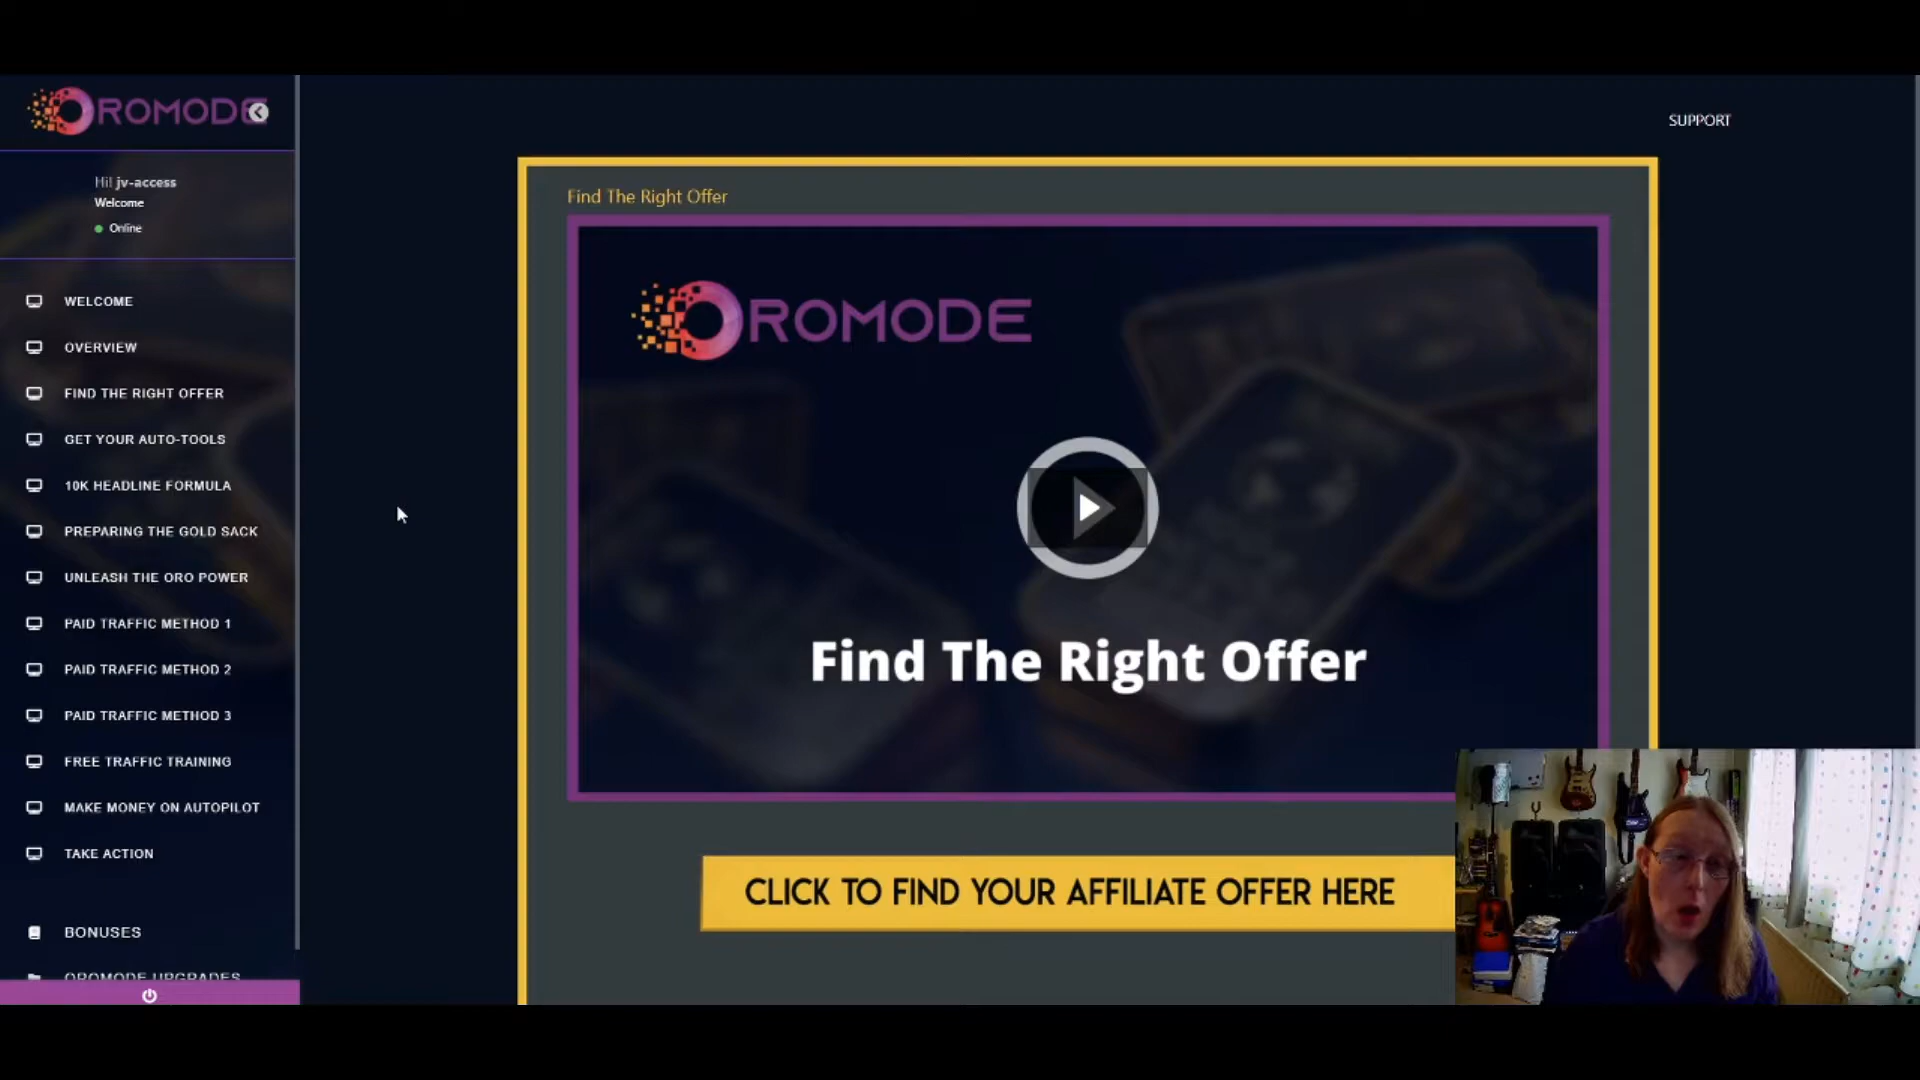 OROMODE
SUPPORT
Hi! jv-access
Welcome
Online
WELCOME
OVERVIEW
FIND THE RIGHT OFFER
GET YOUR AUTO-TOOLS
10K HEADLINE FORMULA
PREPARING THE GOLD SACK
UNLEASH THE ORO POWER
PAID TRAFFIC METHOD 1
PAID TRAFFIC METHOD 2
PAID TRAFFIC METHOD 3
FREE TRAFFIC TRAINING
MAKE MONEY ON AUTOPILOT
TAKE ACTION
BONUSES
OROMODE UPGRADES
Find The Right Offer
OROMODE
Find The Right Offer
CLICK TO FIND YOUR AFFILIATE OFFER HERE